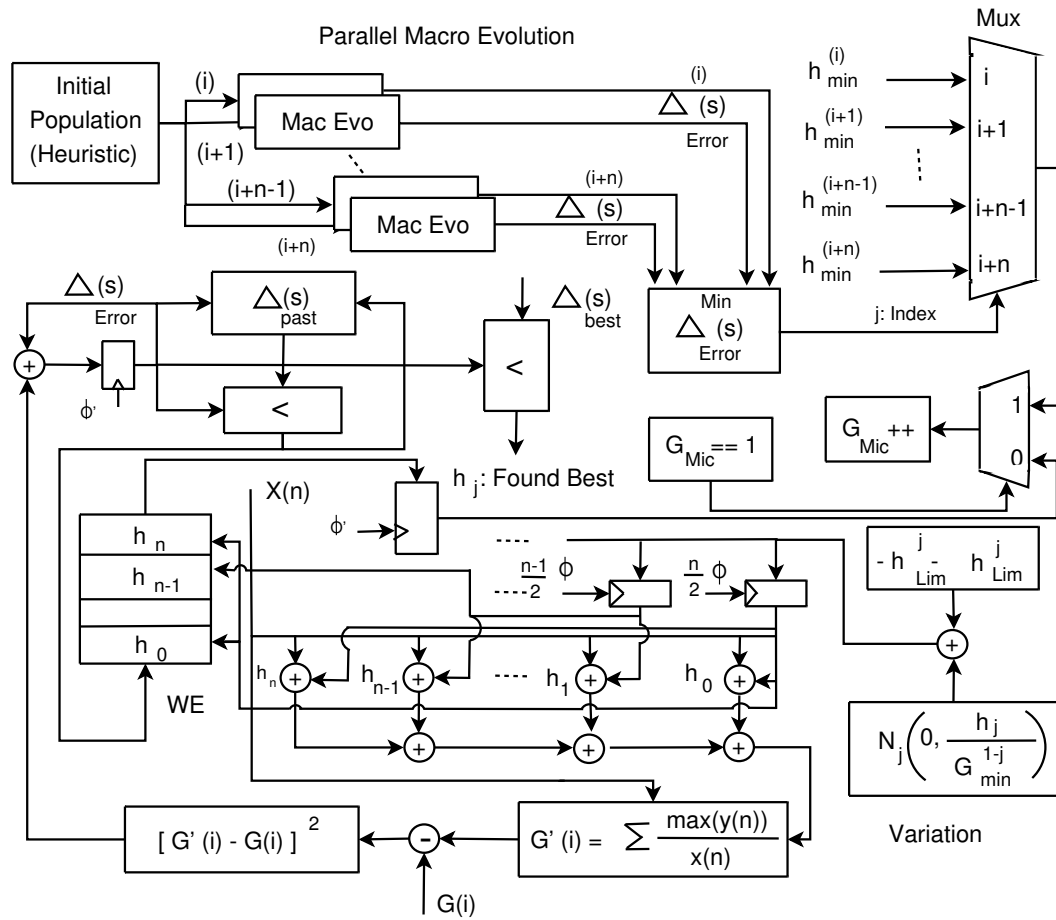 Parallel Macro Evolution
Mux
Initial
Population
(Heuristic)
(i)
(i+1)
Mac Evo
(i+n-1)
(i+n)
Mac Evo
(i)
△(s)
Error
(i+n)
△(s)
Error
h min (i)
h min (i+1)
h min (i+n-1)
h min (i+n)
i
i+1
i+n-1
i+n
Min
△(s)
Error
j: Index
△(s)
Error
△(s)
past
△(s)
best
+
ϕ'
<
<
h j: Found Best
G Mic == 1
G Mic ++
1
0
X(n)
ϕ'
h n
h n-1
h 0
WE
n-1/2 ϕ
n/2 ϕ
- h Lim j - h Lim j
+
h n
+
h n-1
+
h 1
+
h 0
+
+
+
+
N j (0, h j / G min 1-j)
Variation
[ G' (i) - G(i) ] 2
-
G(i)
G' (i) = ∑ max(y(n)) / x(n)